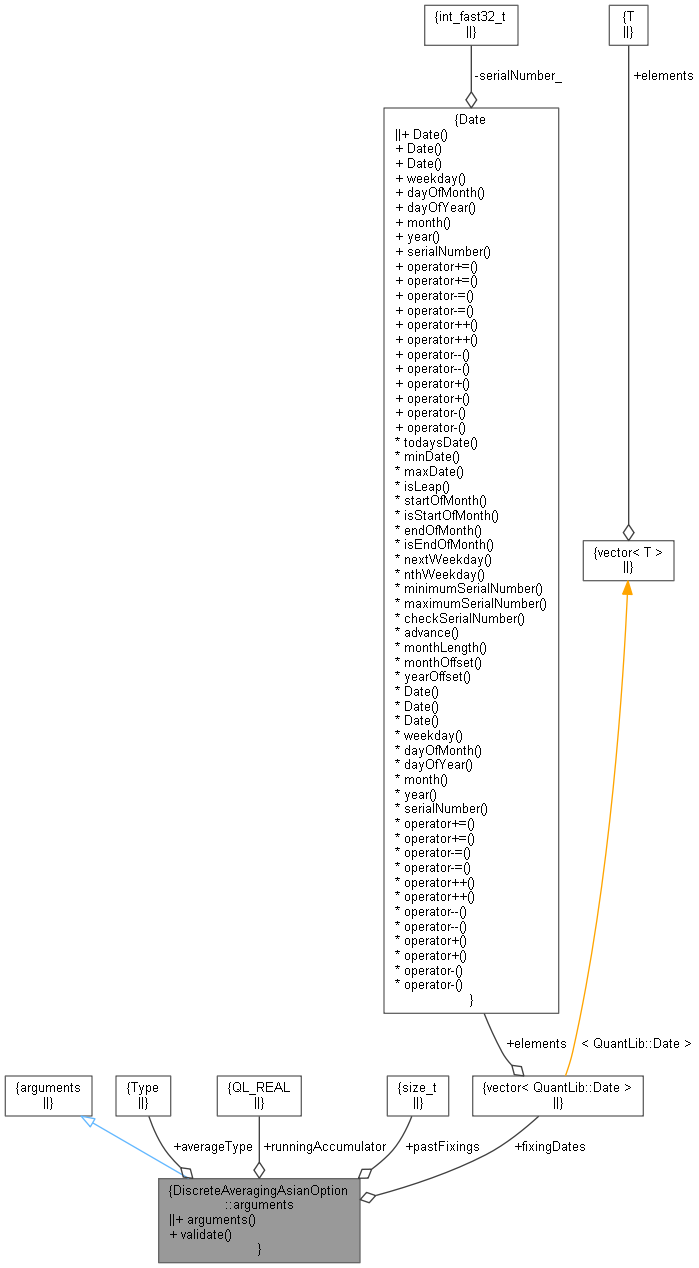 {int_fast32_t
||}
{T
||}
-serialNumber_
+elements
{Date
||+ Date()
+ Date()
+ Date()
+ weekday()
+ dayOfMonth()
+ dayOfYear()
+ month()
+ year()
+ serialNumber()
+ operator+=()
+ operator+=()
+ operator-=()
+ operator-=()
+ operator++()
+ operator++()
+ operator--()
+ operator--()
+ operator+()
+ operator+()
+ operator-()
+ operator-()
* todaysDate()
* minDate()
* maxDate()
* isLeap()
* startOfMonth()
* isStartOfMonth()
* endOfMonth()
* isEndOfMonth()
* nextWeekday()
* nthWeekday()
* minimumSerialNumber()
* maximumSerialNumber()
* checkSerialNumber()
* advance()
* monthLength()
* monthOffset()
* yearOffset()
* Date()
* Date()
* Date()
* weekday()
* dayOfMonth()
* dayOfYear()
* month()
* year()
* serialNumber()
* operator+=()
* operator+=()
* operator-=()
* operator-=()
* operator++()
* operator++()
* operator--()
* operator--()
* operator+()
* operator+()
* operator-()
* operator-()
}
{vector< T >
||}
+elements
< QuantLib::Date >
{arguments
||}
{Type
||}
{QL_REAL
||}
{size_t
||}
{vector< QuantLib::Date >
||}
+averageType
+runningAccumulator
+pastFixings
+fixingDates
{DiscreteAveragingAsianOption
::arguments
||+ arguments()
+ validate()
}